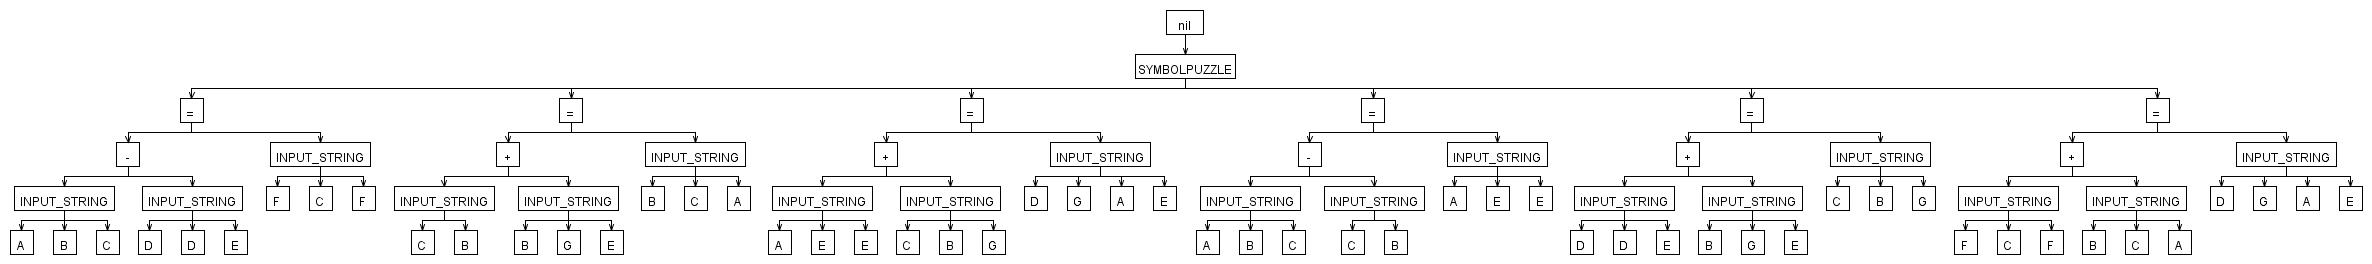 nil
SYMBOLPUZZLE
= = = = = =
- INPUT_STRING + INPUT_STRING + INPUT_STRING - INPUT_STRING + INPUT_STRING + INPUT_STRING
INPUT_STRING INPUT_STRING F C F INPUT_STRING INPUT_STRING B C A INPUT_STRING INPUT_STRING D G A E INPUT_STRING INPUT_STRING A E E INPUT_STRING INPUT_STRING C B G INPUT_STRING INPUT_STRING D G A E
A B C D D E C B B G E A E E C B G A B C C B D D E B G E F C F B C A